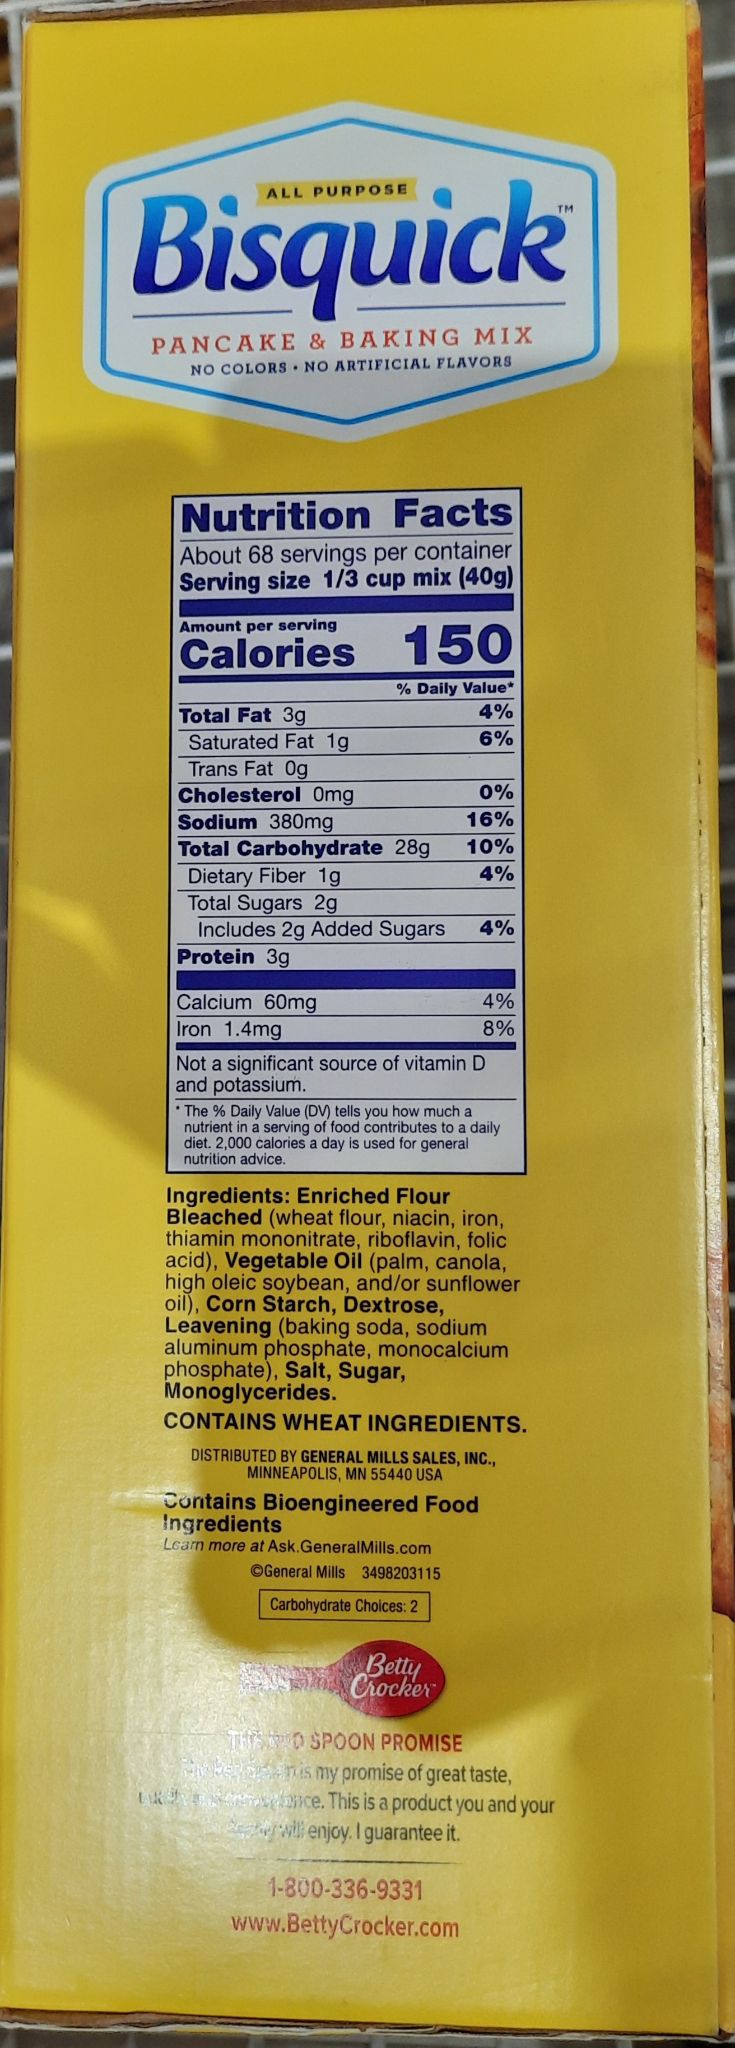 ALL PURPOSE
Bisquick™
PANCAKE & BAKING MIX
NO COLORS • NO ARTIFICIAL FLAVORS
Nutrition Facts
About 68 servings per container
Serving size 1/3 cup mix (40g)
Amount per serving
Calories 150
% Daily Value*
Total Fat 3g 4%
Saturated Fat 1g 6%
Trans Fat 0g
Cholesterol 0mg 0%
Sodium 380mg 16%
Total Carbohydrate 28g 10%
Dietary Fiber 1g 4%
Total Sugars 2g
Includes 2g Added Sugars 4%
Protein 3g
Calcium 60mg 4%
Iron 1.4mg 8%
Not a significant source of vitamin D
and potassium.
* The % Daily Value (DV) tells you how much a
nutrient in a serving of food contributes to a daily
diet. 2,000 calories a day is used for general
nutrition advice.
Ingredients: Enriched Flour
Bleached (wheat flour, niacin, iron,
thiamin mononitrate, riboflavin, folic
acid), Vegetable Oil (palm, canola,
high oleic soybean, and/or sunflower
oil), Corn Starch, Dextrose,
Leavening (baking soda, sodium
aluminum phosphate, monocalcium
phosphate), Salt, Sugar,
Monoglycerides.
CONTAINS WHEAT INGREDIENTS.
DISTRIBUTED BY GENERAL MILLS SALES, INC.,
MINNEAPOLIS, MN 55440 USA
Contains Bioengineered Food
Ingredients
Learn more at Ask.GeneralMills.com
©General Mills 3498203115
Carbohydrate Choices: 2
Betty
Crocker™
SPOON PROMISE
is my promise of great taste,
This is a product you and your
will enjoy. I guarantee it.
1-800-336-9331
www.BettyCrocker.com